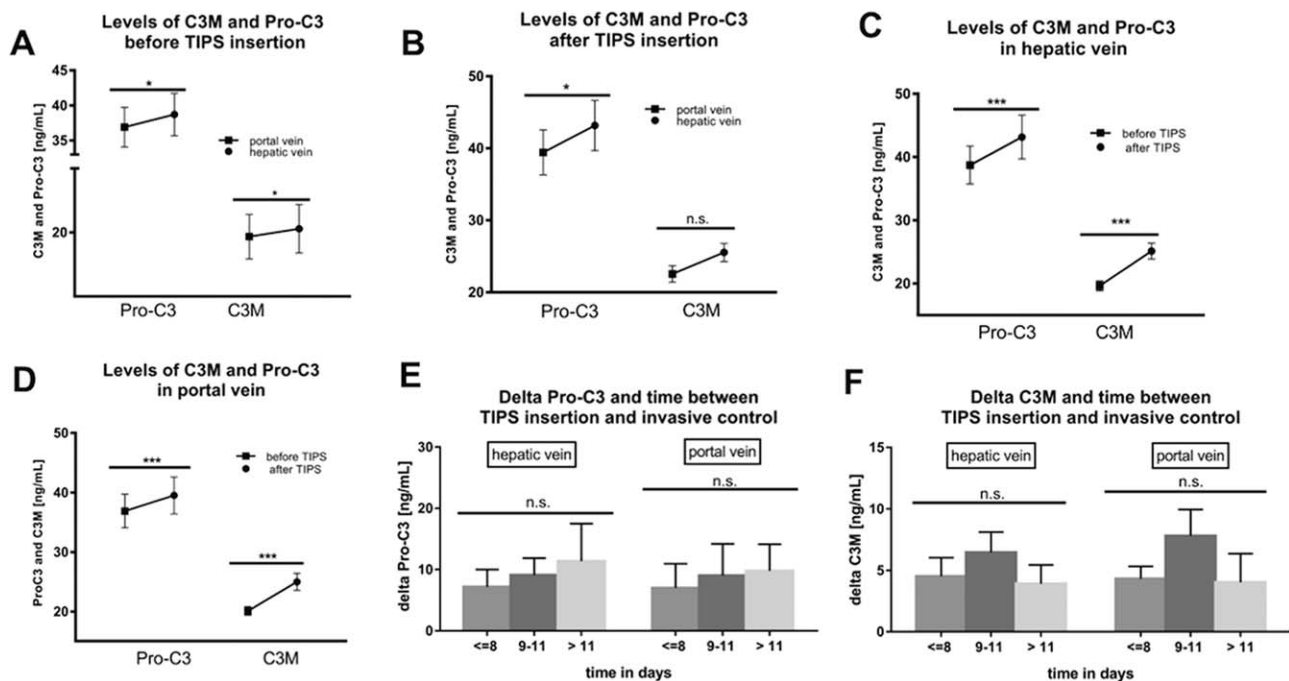 A
Levels of C3M and Pro-C3
before TIPS insertion
C3M and Pro-C3 [ng/mL]
45
40
35
20
*
*
portal vein
hepatic vein
Pro-C3
C3M
B
Levels of C3M and Pro-C3
after TIPS insertion
C3M and Pro-C3 [ng/mL]
50
40
30
20
*
n.s.
portal vein
hepatic vein
Pro-C3
C3M
C
Levels of C3M and Pro-C3
in hepatic vein
C3M and Pro-C3 [ng/mL]
50
40
30
20
***
***
before TIPS
after TIPS
Pro-C3
C3M
D
Levels of C3M and Pro-C3
in portal vein
ProC3 and C3M [ng/mL]
50
40
30
20
***
***
before TIPS
after TIPS
Pro-C3
C3M
E
Delta Pro-C3 and time between
TIPS insertion and invasive control
delta Pro-C3 [ng/mL]
30
20
10
0
hepatic vein
portal vein
n.s.
n.s.
<=8 9-11 > 11 <=8 9-11 > 11
time in days
F
Delta C3M and time between
TIPS insertion and invasive control
delta C3M [ng/mL]
15
10
5
0
hepatic vein
portal vein
n.s.
n.s.
<=8 9-11 > 11 <=8 9-11 > 11
time in days